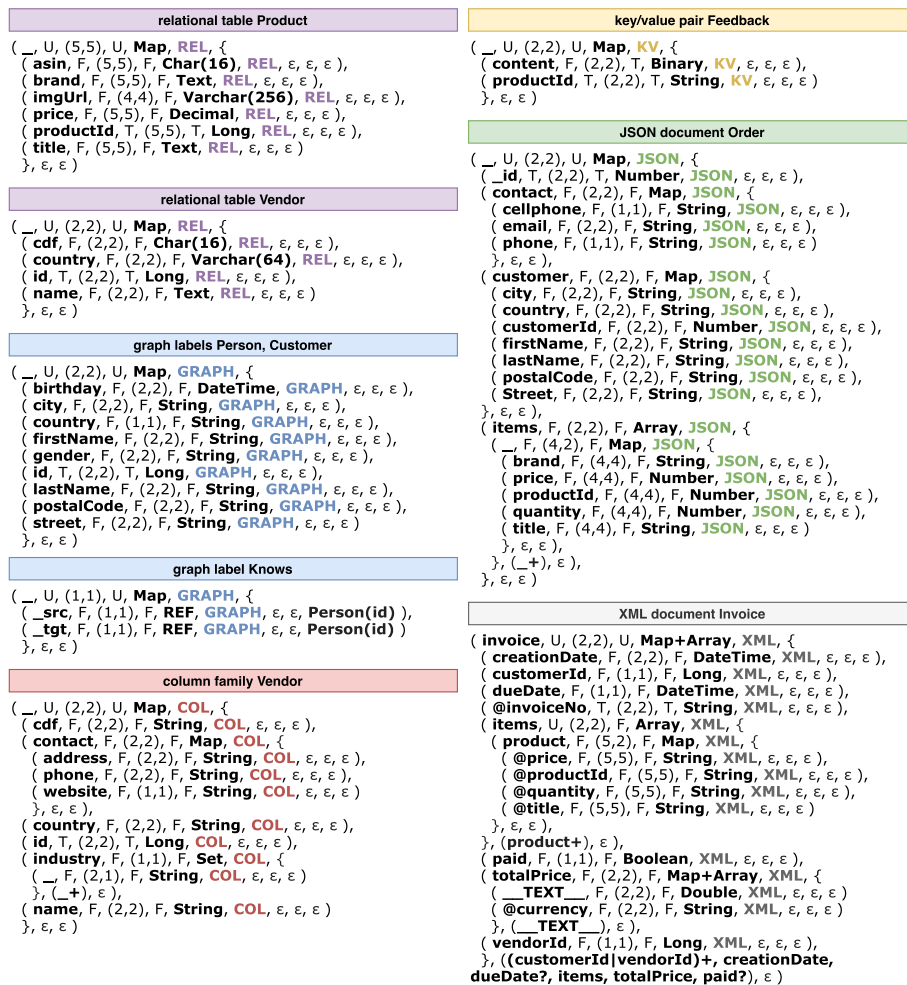 relational table Product
( _, U, (5,5), U, Map, REL, {
( asin, F, (5,5), F, Char(16), REL, ε, ε, ε ),
( brand, F, (5,5), F, Text, REL, ε, ε, ε ),
( imgUrl, F, (4,4), F, Varchar(256), REL, ε, ε, ε ),
( price, F, (5,5), F, Decimal, REL, ε, ε, ε ),
( productId, T, (5,5), T, Long, REL, ε, ε, ε ),
( title, F, (5,5), F, Text, REL, ε, ε, ε )
}, ε, ε )
relational table Vendor
( _, U, (2,2), U, Map, REL, {
( cdf, F, (2,2), F, Char(16), REL, ε, ε, ε ),
( country, F, (2,2), F, Varchar(64), REL, ε, ε, ε ),
( id, T, (2,2), T, Long, REL, ε, ε, ε ),
( name, F, (2,2), F, Text, REL, ε, ε, ε )
}, ε, ε )
graph labels Person, Customer
( _, U, (2,2), U, Map, GRAPH, {
( birthday, F, (2,2), F, DateTime, GRAPH, ε, ε, ε ),
( city, F, (2,2), F, String, GRAPH, ε, ε, ε ),
( country, F, (1,1), F, String, GRAPH, ε, ε, ε ),
( firstName, F, (2,2), F, String, GRAPH, ε, ε, ε ),
( gender, F, (2,2), F, String, GRAPH, ε, ε, ε ),
( id, T, (2,2), T, Long, GRAPH, ε, ε, ε ),
( lastName, F, (2,2), F, String, GRAPH, ε, ε, ε ),
( postalCode, F, (2,2), F, String, GRAPH, ε, ε, ε ),
( street, F, (2,2), F, String, GRAPH, ε, ε, ε )
}, ε, ε )
graph label Knows
( _, U, (1,1), U, Map, GRAPH, {
( _src, F, (1,1), F, REF, GRAPH, ε, ε, Person(id) ),
( _tgt, F, (1,1), F, REF, GRAPH, ε, ε, Person(id) )
}, ε, ε )
column family Vendor
( _, U, (2,2), U, Map, COL, {
( cdf, F, (2,2), F, String, COL, ε, ε, ε ),
( contact, F, (2,2), F, Map, COL, {
( address, F, (2,2), F, String, COL, ε, ε, ε ),
( phone, F, (2,2), F, String, COL, ε, ε, ε ),
( website, F, (1,1), F, String, COL, ε, ε, ε )
}, ε, ε ),
( country, F, (2,2), F, String, COL, ε, ε, ε ),
( id, T, (2,2), T, Long, COL, ε, ε, ε ),
( industry, F, (1,1), F, Set, COL, {
( _, F, (2,1), F, String, COL, ε, ε, ε )
}, (_+), ε ),
( name, F, (2,2), F, String, COL, ε, ε, ε )
}, ε, ε )
key/value pair Feedback
( _, U, (2,2), U, Map, KV, {
( content, F, (2,2), T, Binary, KV, ε, ε, ε ),
( productId, T, (2,2), T, String, KV, ε, ε, ε )
}, ε, ε )
JSON document Order
( _, U, (2,2), U, Map, JSON, {
( _id, T, (2,2), T, Number, JSON, ε, ε, ε ),
( contact, F, (2,2), F, Map, JSON, {
( cellphone, F, (1,1), F, String, JSON, ε, ε, ε ),
( email, F, (2,2), F, String, JSON, ε, ε, ε ),
( phone, F, (1,1), F, String, JSON, ε, ε, ε )
}, ε, ε ),
( customer, F, (2,2), F, Map, JSON, {
( city, F, (2,2), F, String, JSON, ε, ε, ε ),
( country, F, (2,2), F, String, JSON, ε, ε, ε ),
( customerId, F, (2,2), F, Number, JSON, ε, ε, ε ),
( firstName, F, (2,2), F, String, JSON, ε, ε, ε ),
( lastName, F, (2,2), F, String, JSON, ε, ε, ε ),
( postalCode, F, (2,2), F, String, JSON, ε, ε, ε ),
( Street, F, (2,2), F, String, JSON, ε, ε, ε )
}, ε, ε ),
( items, F, (2,2), F, Array, JSON, {
( _, F, (4,2), F, Map, JSON, {
( brand, F, (4,4), F, String, JSON, ε, ε, ε ),
( price, F, (4,4), F, Number, JSON, ε, ε, ε ),
( productId, F, (4,4), F, Number, JSON, ε, ε, ε ),
( quantity, F, (4,4), F, Number, JSON, ε, ε, ε ),
( title, F, (4,4), F, String, JSON, ε, ε, ε )
}, ε, ε ),
}, (_+), ε ),
}, ε, ε )
XML document Invoice
( invoice, U, (2,2), U, Map+Array, XML, {
( creationDate, F, (2,2), F, DateTime, XML, ε, ε, ε ),
( customerId, F, (1,1), F, Long, XML, ε, ε, ε ),
( dueDate, F, (1,1), F, DateTime, XML, ε, ε, ε ),
( @invoiceNo, T, (2,2), T, String, XML, ε, ε, ε ),
( items, U, (2,2), F, Array, XML, {
( product, F, (5,2), F, Map, XML, {
( @price, F, (5,5), F, String, XML, ε, ε, ε ),
( @productId, F, (5,5), F, String, XML, ε, ε, ε ),
( @quantity, F, (5,5), F, String, XML, ε, ε, ε ),
( @title, F, (5,5), F, String, XML, ε, ε, ε )
}, ε, ε ),
}, (product+), ε ),
( paid, F, (1,1), F, Boolean, XML, ε, ε, ε ),
( totalPrice, F, (2,2), F, Map+Array, XML, {
( __TEXT__, F, (2,2), F, Double, XML, ε, ε, ε )
( @currency, F, (2,2), F, String, XML, ε, ε, ε )
}, (__TEXT__), ε ),
( vendorId, F, (1,1), F, Long, XML, ε, ε, ε ),
}, ((customerId|vendorId)+, creationDate,
dueDate?, items, totalPrice, paid?), ε )